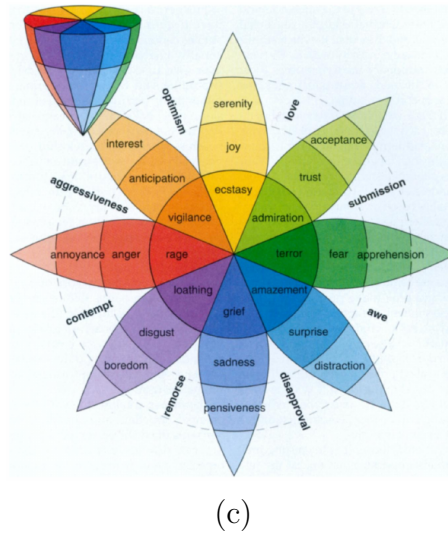 serenity
optimism
love
interest
joy
acceptance
anticipation
trust
aggressiveness
ecstasy
submission
vigilance
admiration
annoyance
anger
rage
terror
fear
apprehension
loathing
amazement
contempt
grief
awe
disgust
surprise
boredom
sadness
distraction
remorse
pensiveness
disapproval
(c)